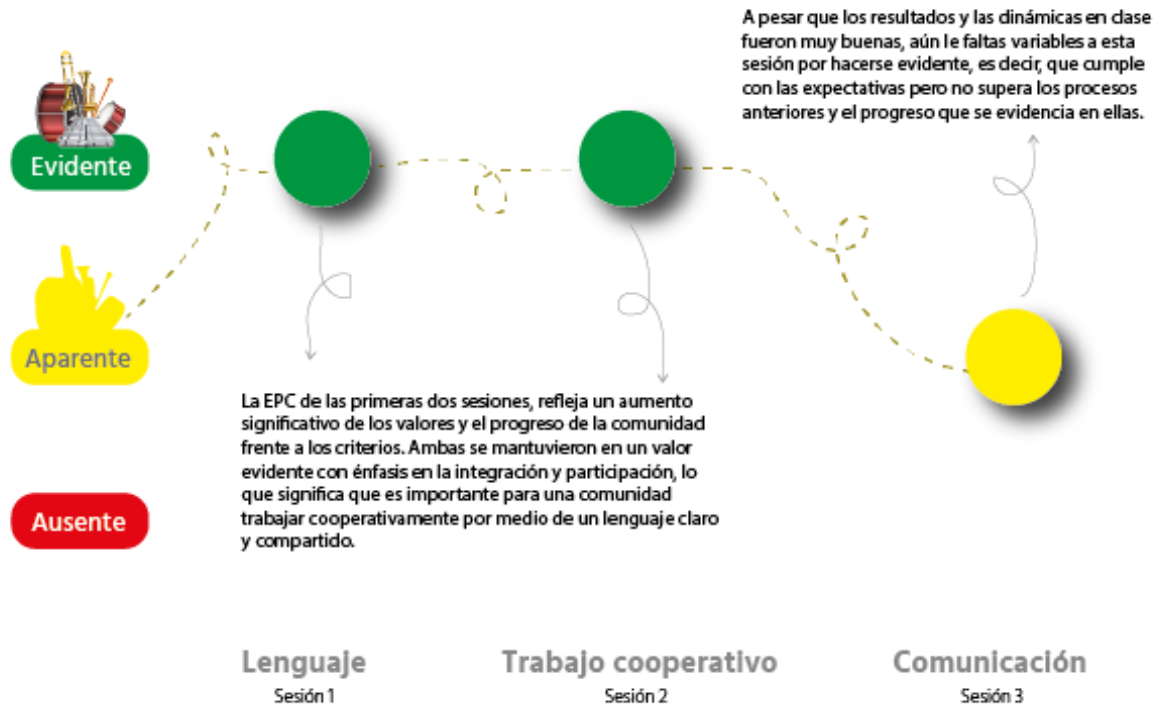 A pesar que los resultados y las dinámicas en clase
fueron muy buenas, aún le faltas variables a esta
sesión por hacerse evidente, es decir, que cumple
con las expectativas pero no supera los procesos
anteriores y el progreso que se evidencia en ellas.
Evidente
Aparente
La EPC de las primeras dos sesiones, refleja un aumento
significativo de los valores y el progreso de la comunidad
frente a los criterios. Ambas se mantuvieron en un valor
evidente con énfasis en la integración y participación, lo
que significa que es importante para una comunidad
trabajar cooperativamente por medio de un lenguaje claro
y compartido.
Ausente
Lenguaje
Sesión 1
Trabajo cooperativo
Sesión 2
Comunicación
Sesión 3